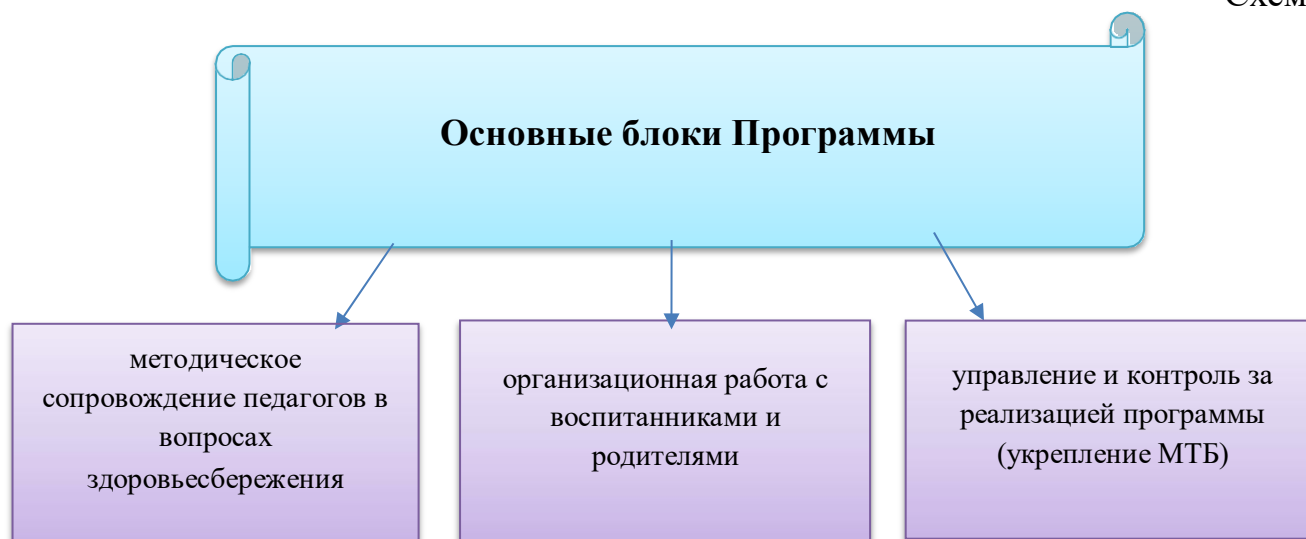 Схем
Основные блоки Программы
методическое
сопровождение педагогов в
вопросах
здоровьесбережения
организационная работа с
воспитанниками и
родителями
управление и контроль за
реализацией программы
(укрепление МТБ)